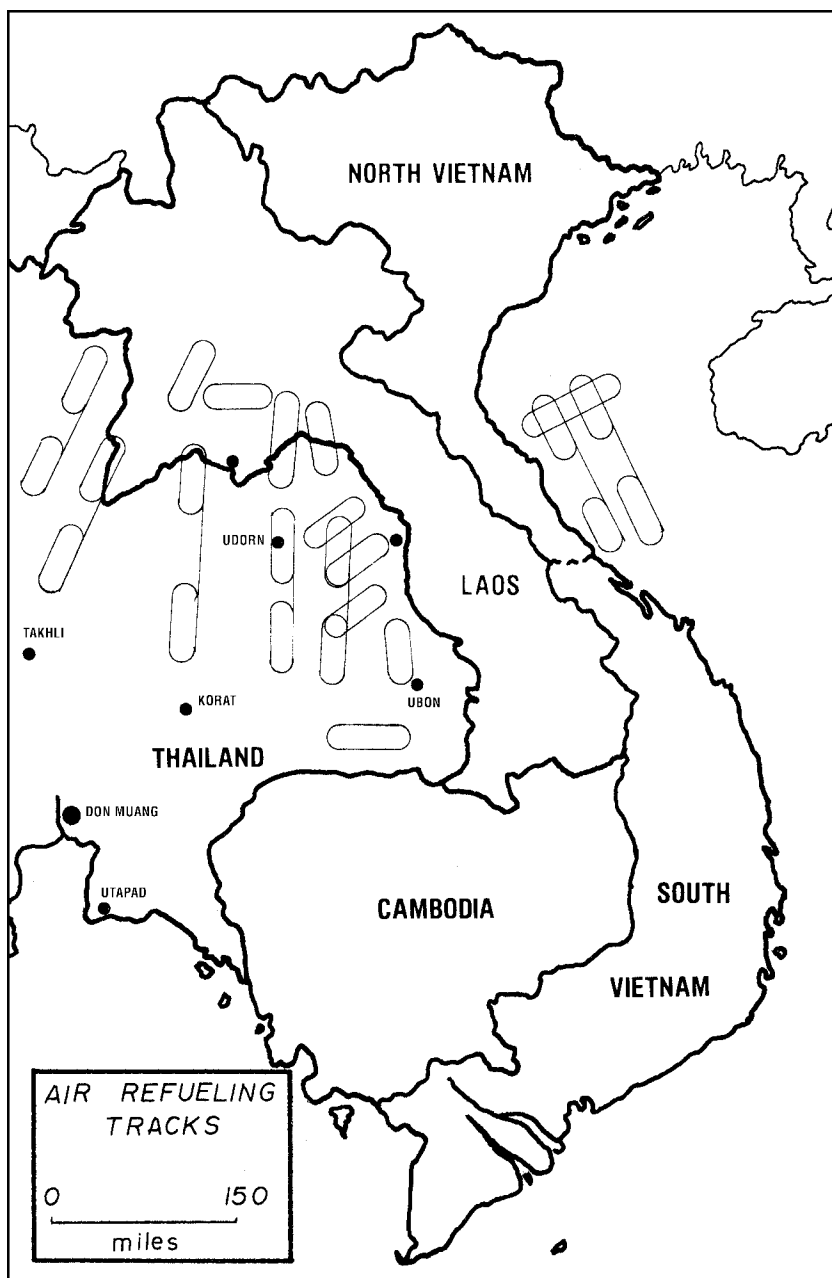 NORTH VIETNAM
UDORN
LAOS
TAKHLI
KORAT
UBON
THAILAND
DON MUANG
UTAPAD
CAMBODIA
SOUTH
VIETNAM
AIR REFUELING
TRACKS
0 150
miles